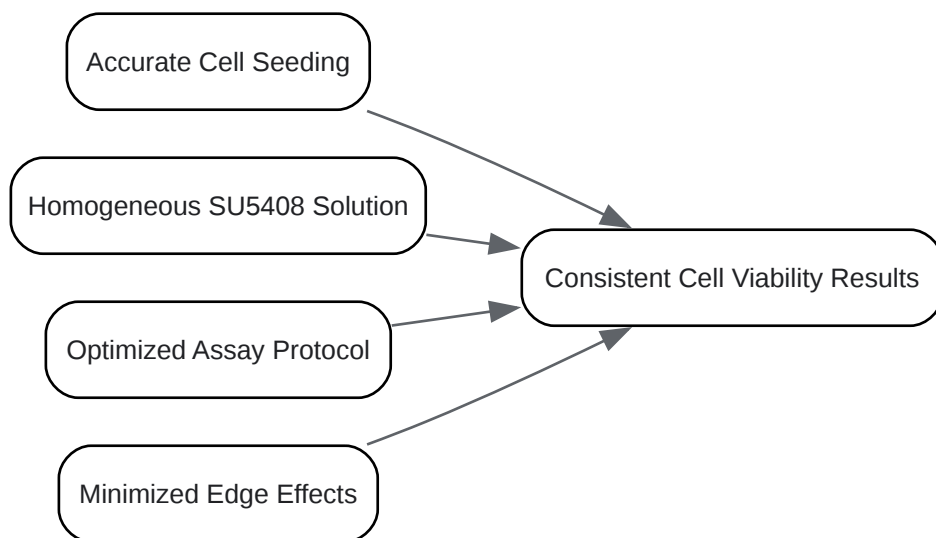 Accurate Cell Seeding
Homogeneous SU5408 Solution
Consistent Cell Viability Results
Optimized Assay Protocol
Minimized Edge Effects